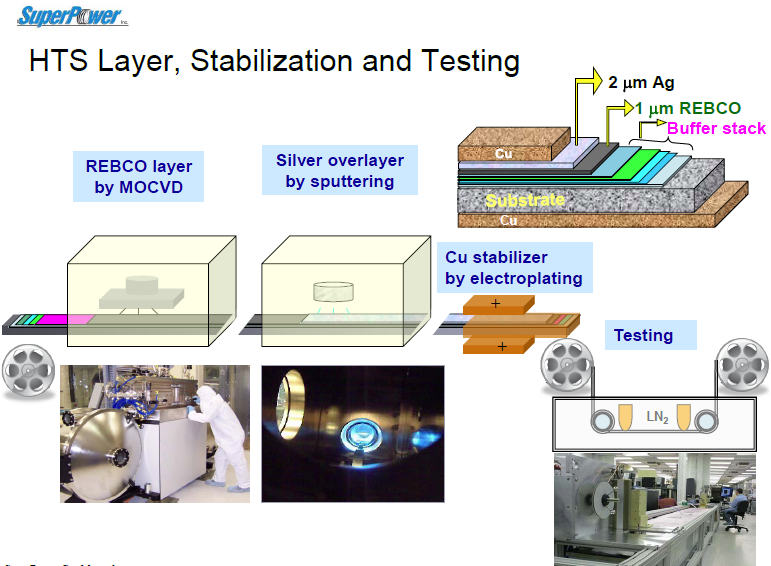 SuperPower Inc.
HTS Layer, Stabilization and Testing
2 μm Ag
1 μm REBCO
Buffer stack
Cu
Substrate
Cu
REBCO layer
by MOCVD
Silver overlayer
by sputtering
Cu stabilizer
by electroplating
+
+
Testing
LN₂